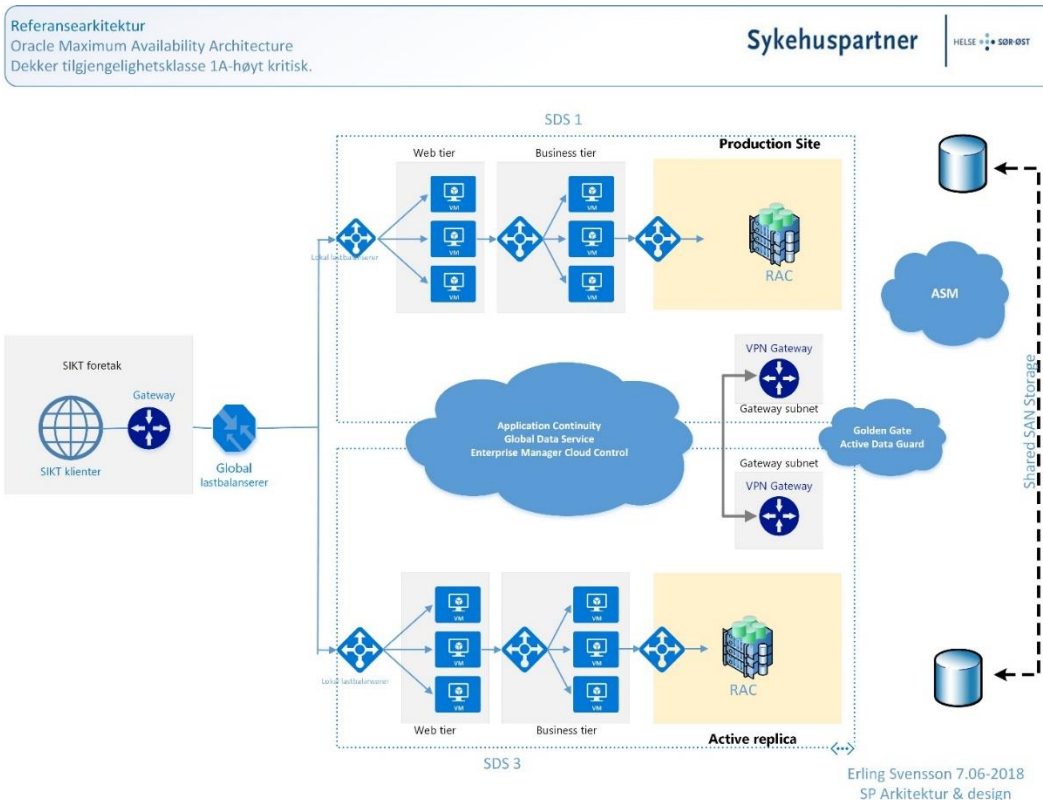 Referansearkitektur
Oracle Maximum Availability Architecture
Dekker tilgjengelighetsklasse 1A-høyt kritisk.
Sykehuspartner
HELSE SØR-ØST
SDS 1
Web tier
Business tier
Production Site
VM
VM
VM
VM
VM
VM
Lokal lastbalanserer
RAC
ASM
SIKT foretak
Gateway
SIKT klienter
Global
lastbalanserer
Application Continuity
Global Data Service
Enterprise Manager Cloud Control
VPN Gateway
Gateway subnet
Golden Gate
Active Data Guard
Gateway subnet
VPN Gateway
Shared SAN Storage
VM
VM
VM
VM
VM
VM
Lokal lastbalanserer
RAC
Web tier
Business tier
Active replica
SDS 3
Erling Svensson 7.06-2018
SP Arkitektur & design